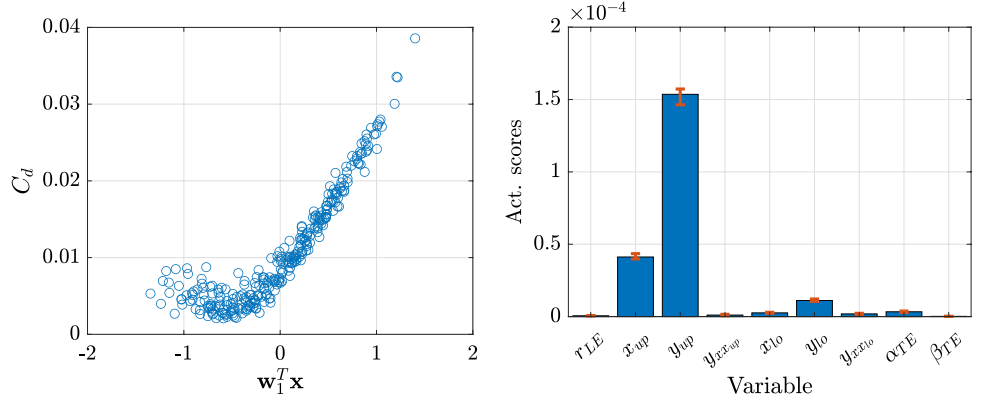 0.04
0.03
0.02
0.01
0
-2 -1 0 1 2
C_d
w_1^T x
×10^-4
2
1.5
1
0.5
0
Act. scores
r_LE x_up y_up y_xx_up x_lo y_lo y_xx_lo α_TE β_TE
Variable